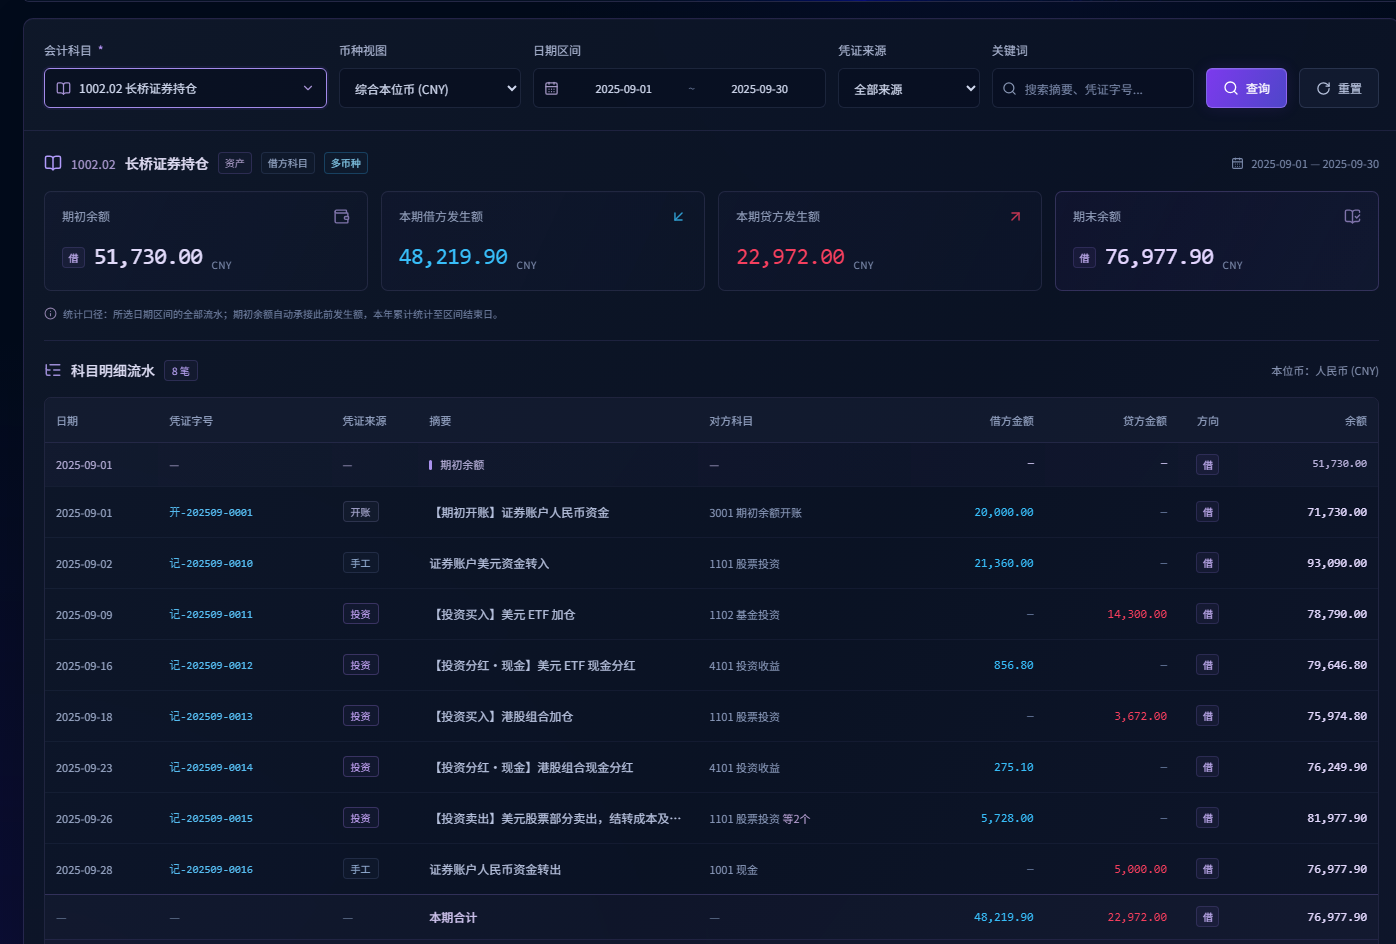 会计科目 * 币种视图 日期区间 凭证来源 关键词
1002.02 长桥证券持仓 综合本位币 (CNY) 2025-09-01 ~ 2025-09-30 全部来源 搜索摘要、凭证字号... 查询 重置
1002.02 长桥证券持仓 资产 借方科目 多币种 2025-09-01 — 2025-09-30
期初余额 本期借方发生额 本期贷方发生额 期末余额
借 51,730.00 CNY 48,219.90 CNY 22,972.00 CNY 借 76,977.90 CNY
统计口径：所选日期区间的全部流水；期初余额自动承接此前发生额，本年累计统计至区间结束日。
科目明细流水 8 笔 本位币：人民币 (CNY)
日期 凭证字号 凭证来源 摘要 对方科目 借方金额 贷方金额 方向 余额
2025-09-01 — — 期初余额 — — — 借 51,730.00
2025-09-01 开-202509-0001 开账 【期初开账】证券账户人民币资金 3001 期初余额开账 20,000.00 — 借 71,730.00
2025-09-02 记-202509-0010 手工 证券账户美元资金转入 1101 股票投资 21,360.00 — 借 93,090.00
2025-09-09 记-202509-0011 投资 【投资买入】美元 ETF 加仓 1102 基金投资 — 14,300.00 借 78,790.00
2025-09-16 记-202509-0012 投资 【投资分红・现金】美元 ETF 现金分红 4101 投资收益 856.80 — 借 79,646.80
2025-09-18 记-202509-0013 投资 【投资买入】港股组合加仓 1101 股票投资 — 3,672.00 借 75,974.80
2025-09-23 记-202509-0014 投资 【投资分红・现金】港股组合现金分红 4101 投资收益 275.10 — 借 76,249.90
2025-09-26 记-202509-0015 投资 【投资卖出】美元股票部分卖出，结转成本及… 1101 股票投资 等2个 5,728.00 — 借 81,977.90
2025-09-28 记-202509-0016 手工 证券账户人民币资金转出 1001 现金 — 5,000.00 借 76,977.90
— — — 本期合计 — 48,219.90 22,972.00 借 76,977.90